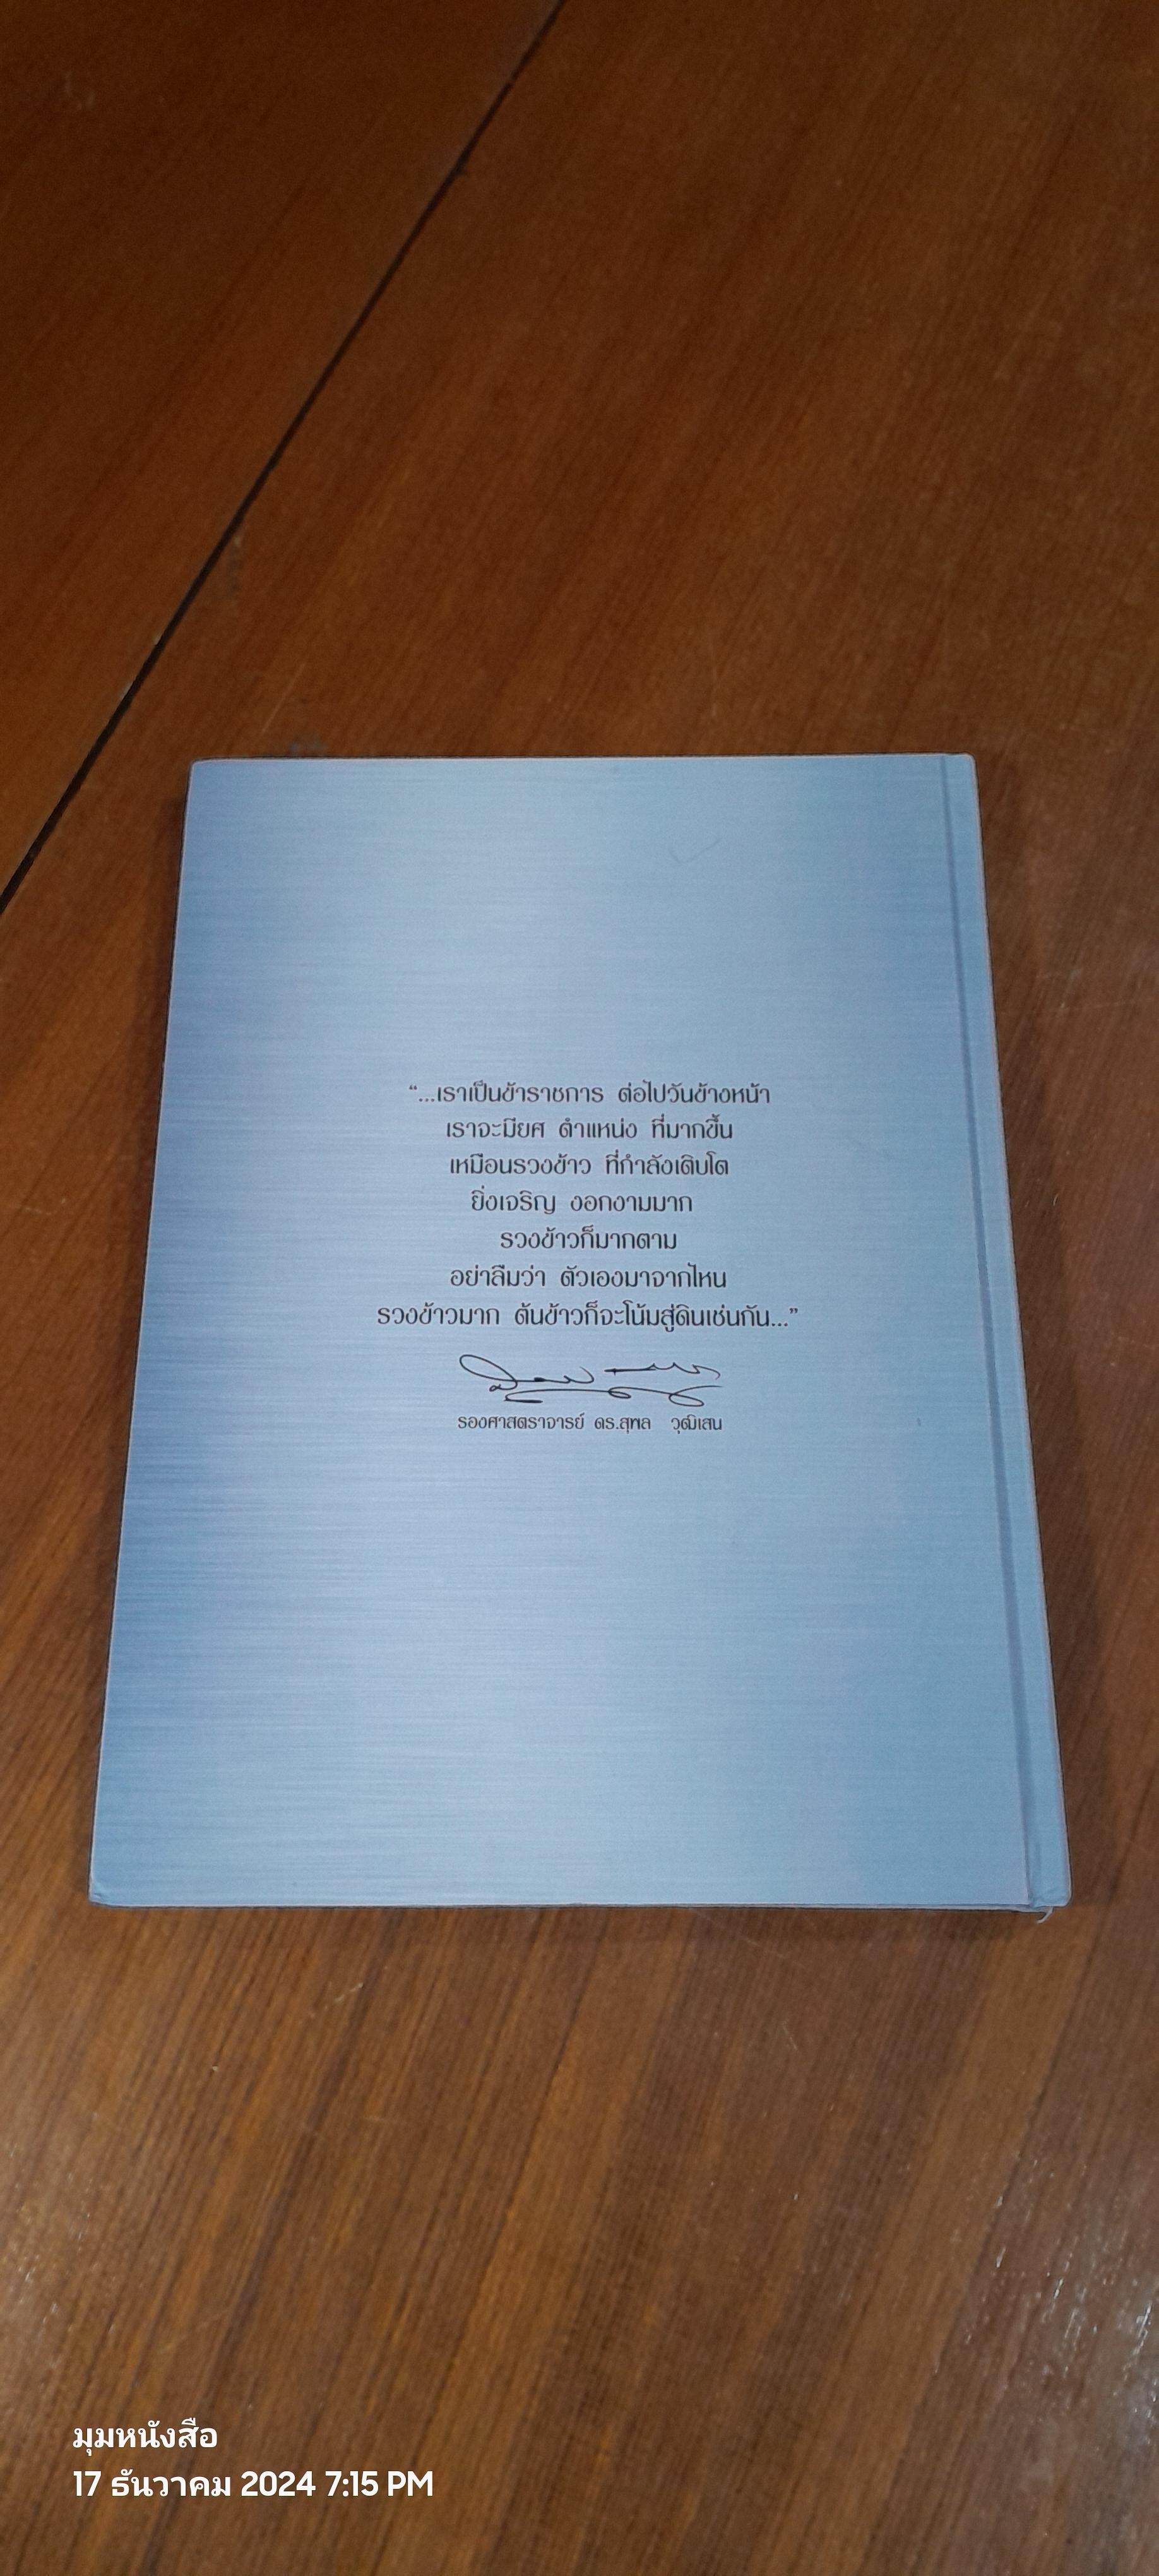 “...เราเป็นข้าราชการ ต่อไปวันข้างหน้า
เราจะมียศ ตำแหน่ง ที่มากขึ้น
เหมือนรวงข้าว ที่กำลังเติบโต
ยิ่งเจริญ งอกงามมาก
รวงข้าวก็มากตาม
อย่าลืมว่า ตัวเองมาจากไหน
รวงข้าวมาก ต้นข้าวก็จะโน้มสู่ดินเช่นกัน...”
รองศาสตราจารย์ ดร.สุพล วุฒิเสน
มุมหนังสือ
17 ธันวาคม 2024 7:15 PM